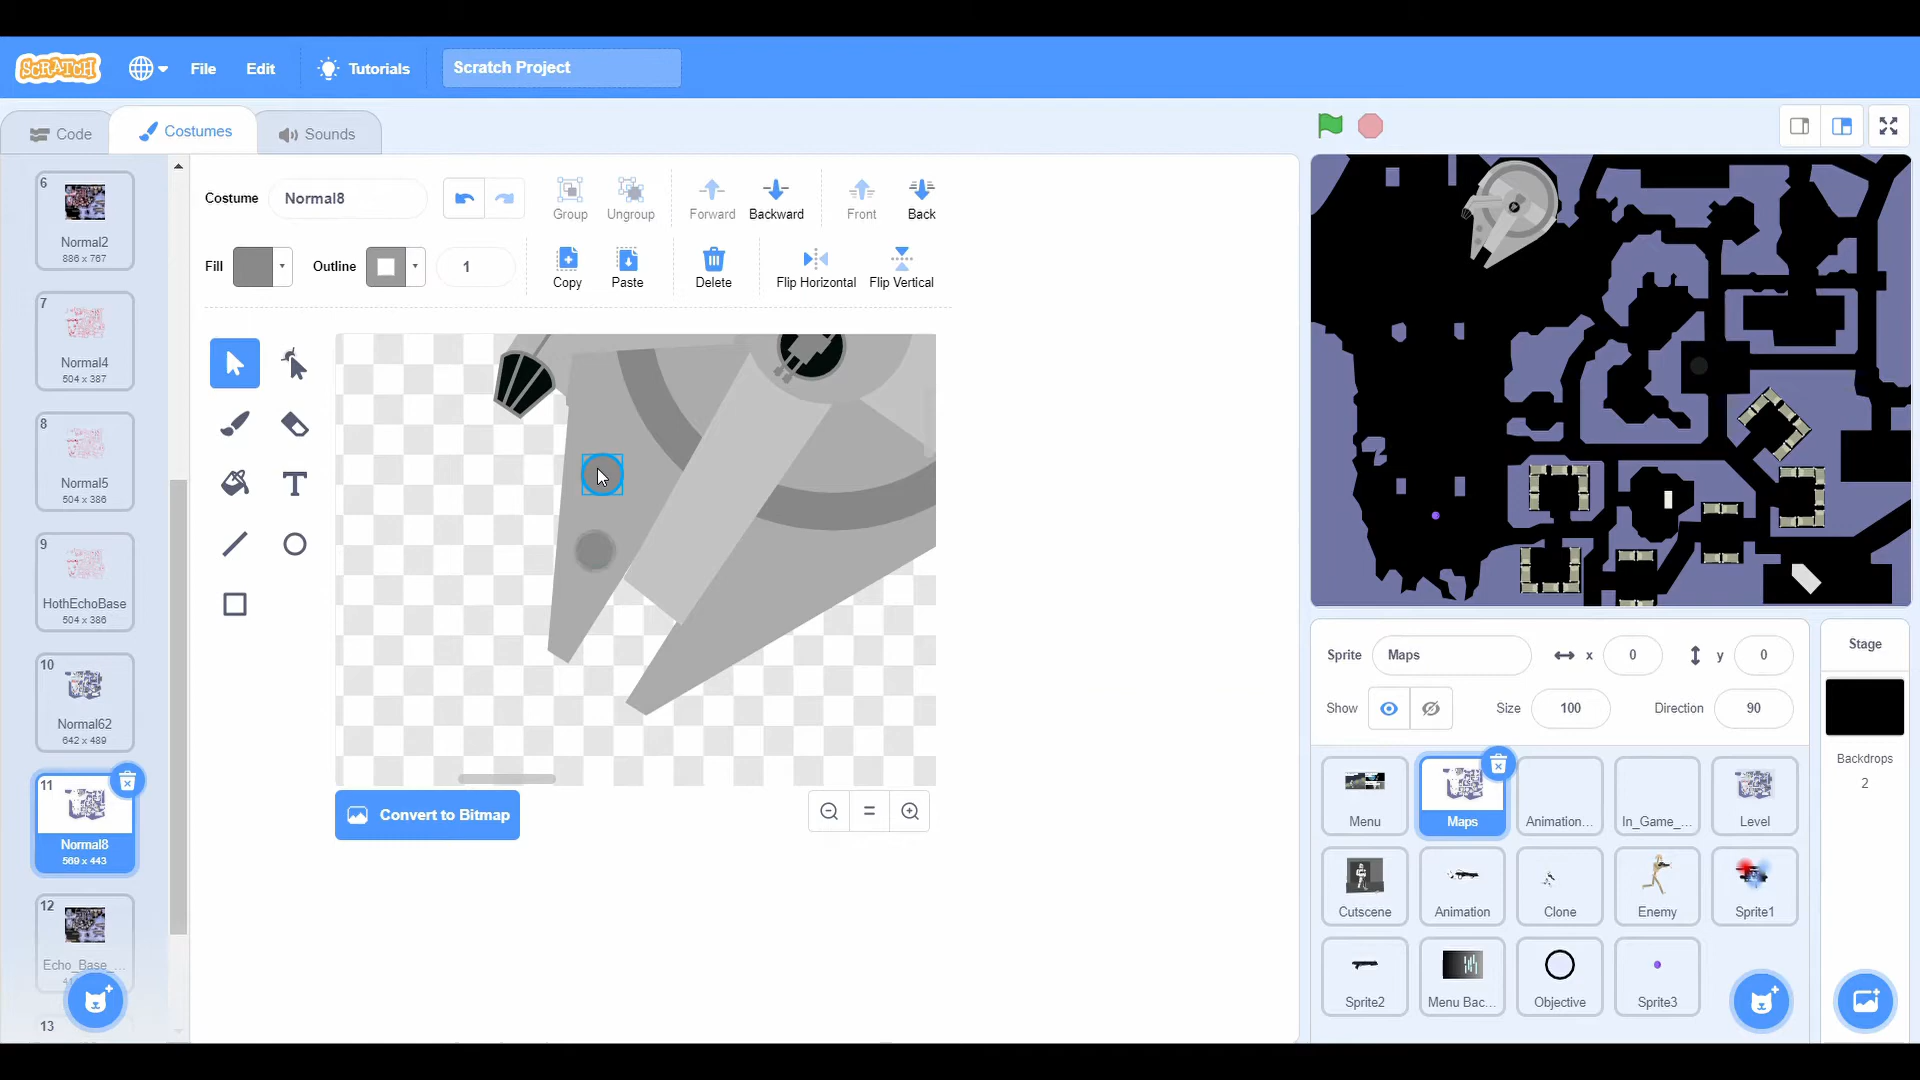 SCRATCH File Edit Tutorials Scratch Project
Code Costumes Sounds
Costume Normal8 Group Ungroup Forward Backward Front Back
Fill Outline 1 Copy Paste Delete Flip Horizontal Flip Vertical
6
Normal2
886 x 767
7
Normal4
504 x 387
8
Normal5
504 x 386
9
HothEchoBase
504 x 386
10
Normal62
642 x 489
11
Normal8
569 x 443
12
Echo_Base_...
13
Convert to Bitmap
Sprite Maps x 0 y 0
Show Size 100 Direction 90
Menu Maps Animation... In_Game_... Level
Cutscene Animation Clone Enemy Sprite1
Sprite2 Menu Bac... Objective Sprite3
Stage
Backdrops
2